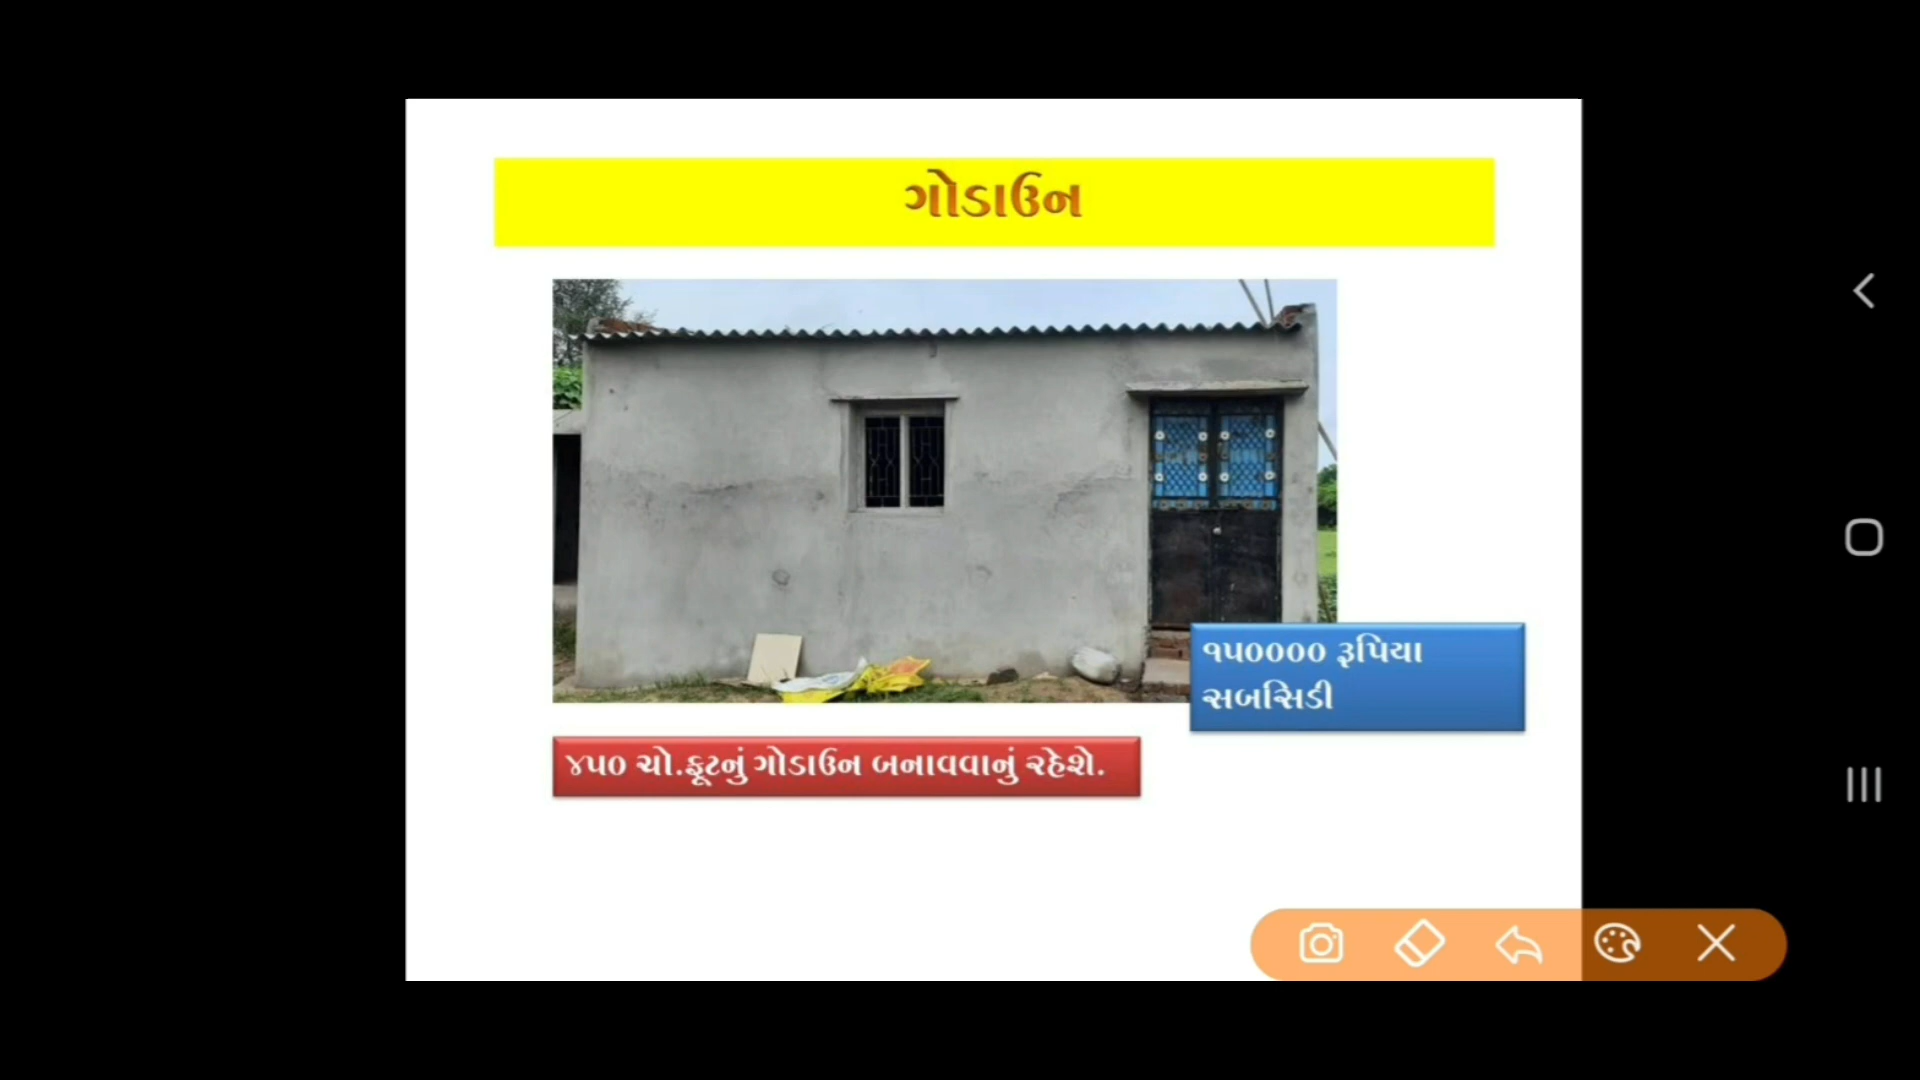 ગોડાઉન
૧૫૦૦૦૦ રૂપિયા
સબસિડી
૪૫૦ ચો.ફૂટનું ગોડાઉન બનાવવાનું રહેશે.